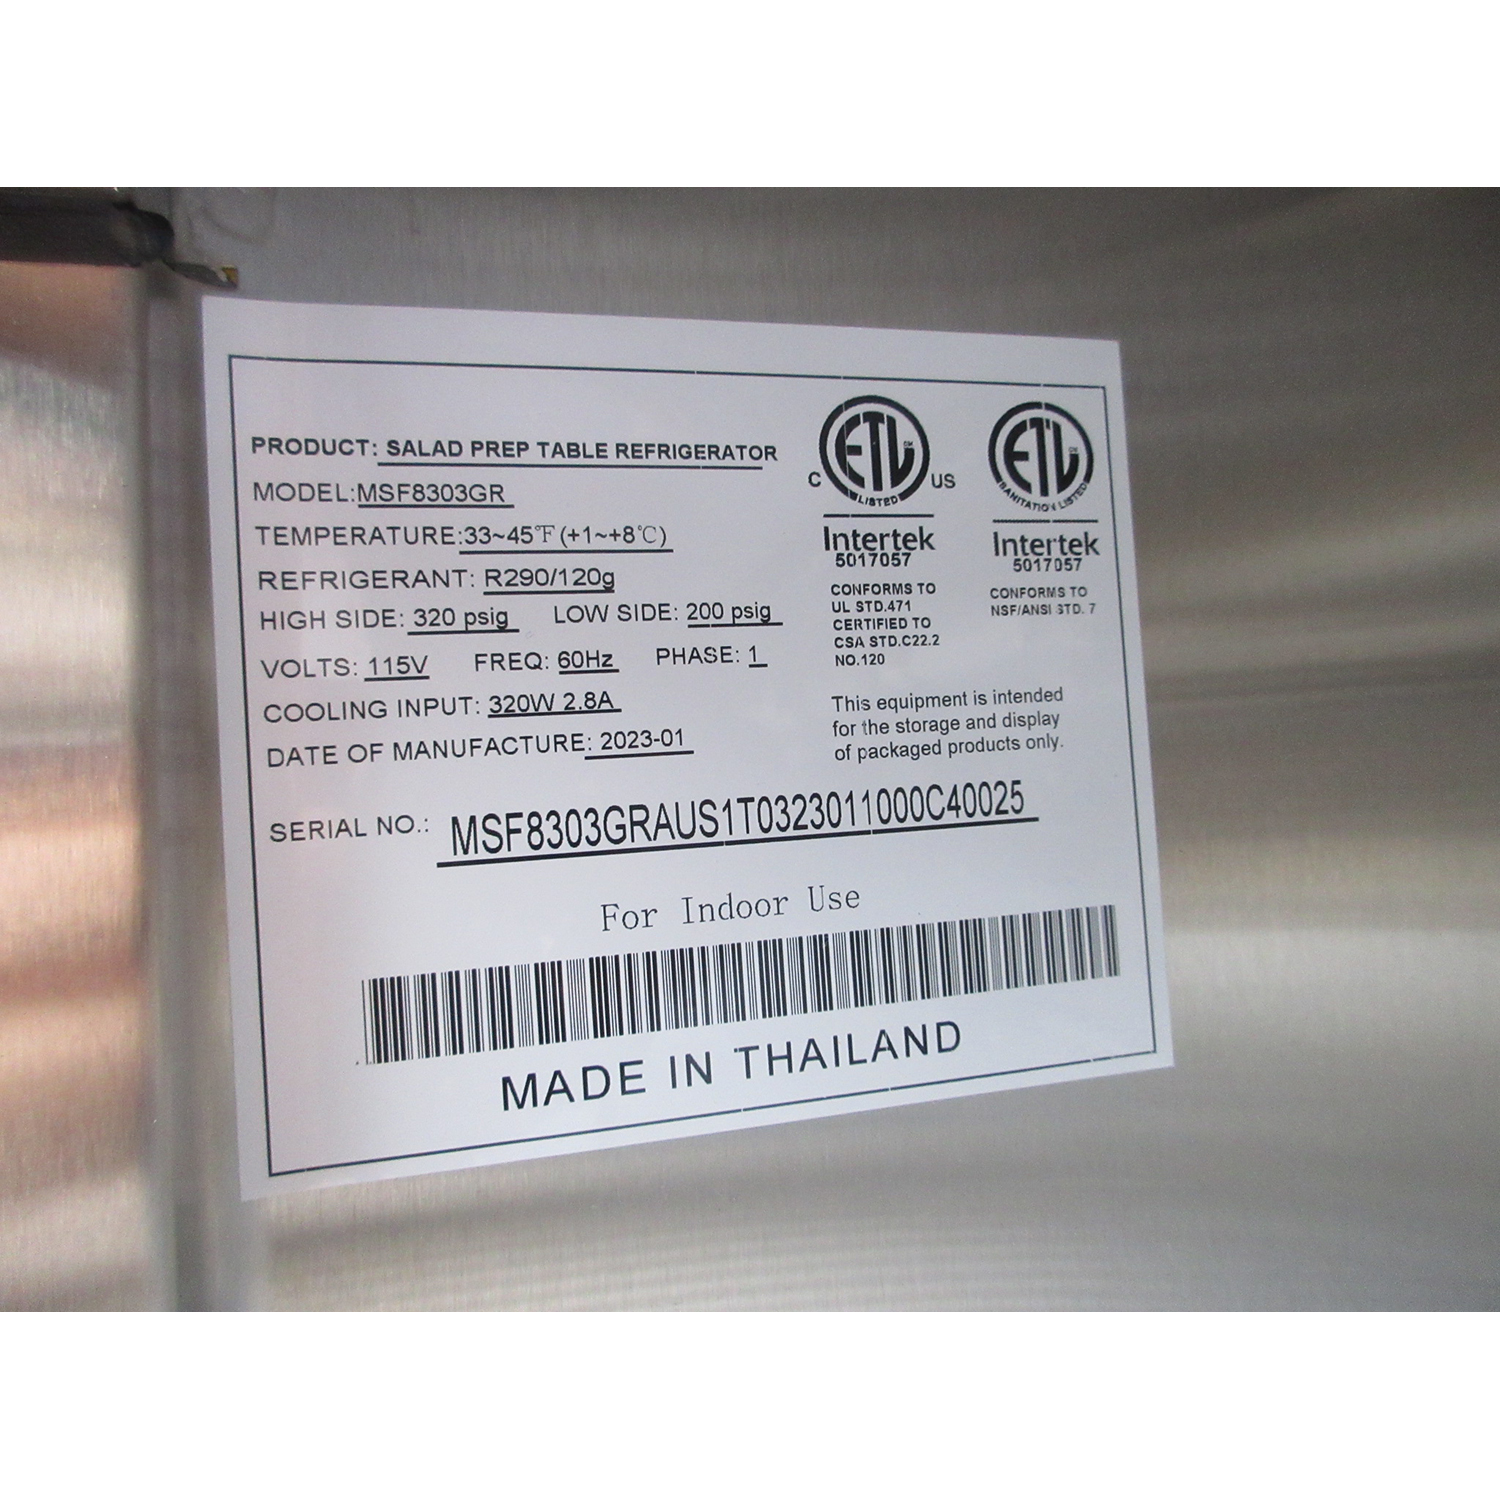 PRODUCT: SALAD PREP TABLE REFRIGERATOR
MODEL:MSF8303GR
TEMPERATURE:33~45℉(+1~+8℃)
REFRIGERANT: R290/120g
HIGH SIDE: 320 psig LOW SIDE: 200 psig
VOLTS: 115V FREQ: 60Hz PHASE: 1
COOLING INPUT: 320W 2.8A
DATE OF MANUFACTURE: 2023-01
C ETL US
LISTED
Intertek
5017057
CONFORMS TO
UL STD.471
CERTIFIED TO
CSA STD.C22.2
NO.120
ETL
SANITATION LISTED
Intertek
5017057
CONFORMS TO
NSF/ANSI STD. 7
This equipment is intended
for the storage and display
of packaged products only.
SERIAL NO.: MSF8303GRAUS1T0323011000C40025
For Indoor Use
MADE IN THAILAND